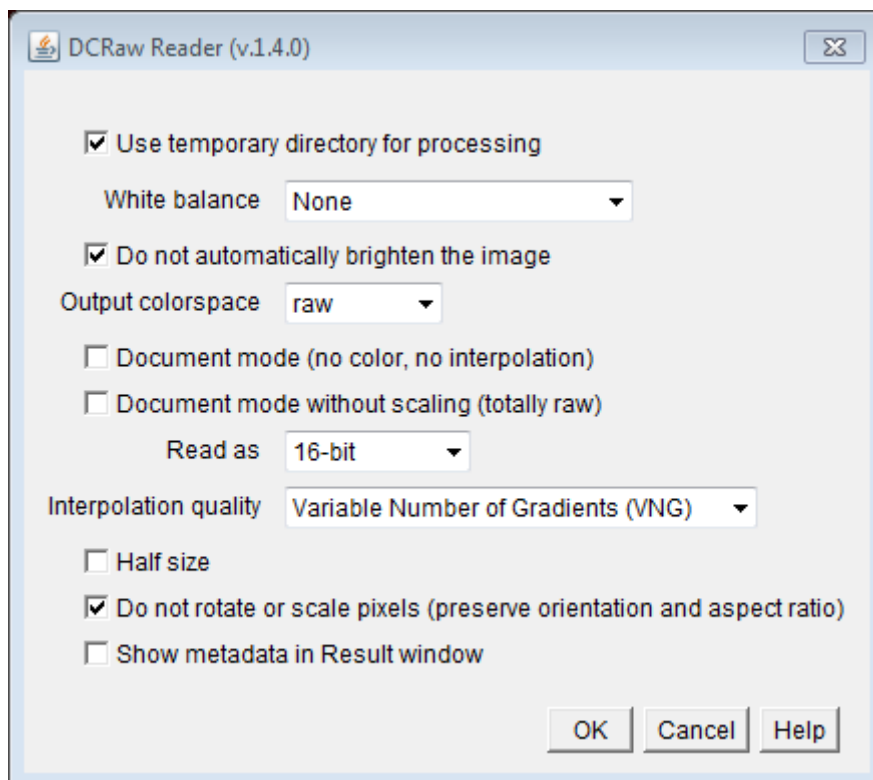 DCRaw Reader (v.1.4.0)
Use temporary directory for processing
White balance None
Do not automatically brighten the image
Output colorspace raw
Document mode (no color, no interpolation)
Document mode without scaling (totally raw)
Read as 16-bit
Interpolation quality Variable Number of Gradients (VNG)
Half size
Do not rotate or scale pixels (preserve orientation and aspect ratio)
Show metadata in Result window
OK Cancel Help